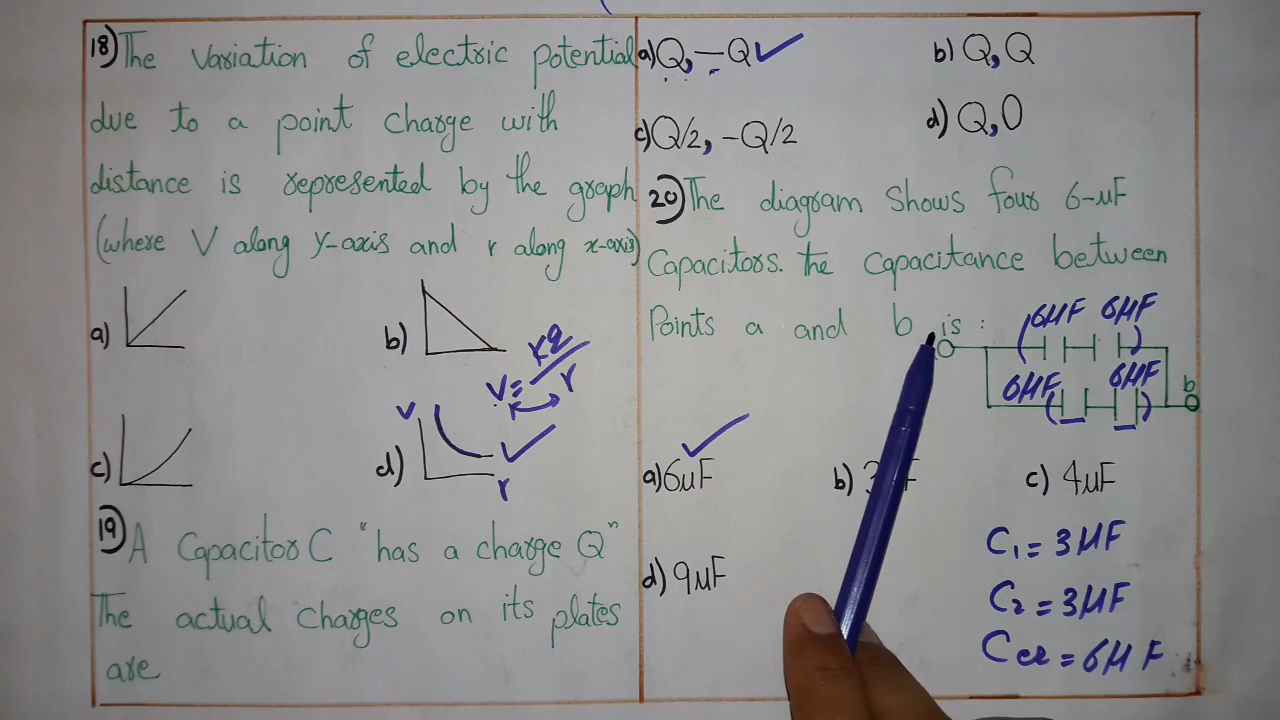 18) The variation of electric potential
due to a point charge with
distance is represented by the graph
(where V along y-axis and r along x-axis)
a)
b)
V = Kq/r
c)
d)
V
r
19) A Capacitor C "has a charge Q"
The actual charges on its plates
are
a) Q, -Q ✓
b) Q, Q
c) Q/2, -Q/2
d) Q, 0
20) The diagram shows four 6-μF
Capacitors. the capacitance between
Points a and b is:
6μF 6μF
6μF 6μF
b
a) 6μF ✓
b) 3 F
c) 4μF
d) 9μF
C1 = 3μF
C2 = 3μF
Ceq = 6μF